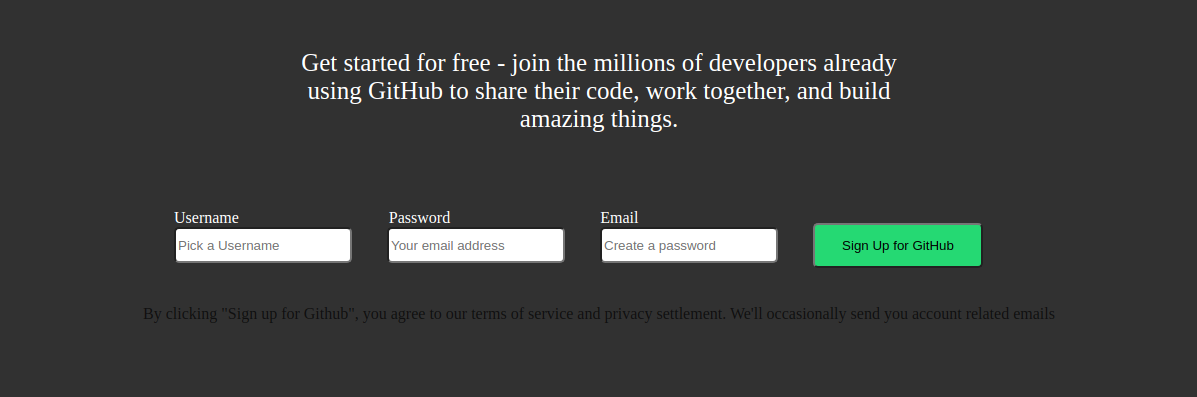 Get started for free - join the millions of developers already
using GitHub to share their code, work together, and build
amazing things.
Username
Password
Email
Pick a Username
Your email address
Create a password
Sign Up for GitHub
By clicking "Sign up for Github", you agree to our terms of service and privacy settlement. We'll occasionally send you account related emails